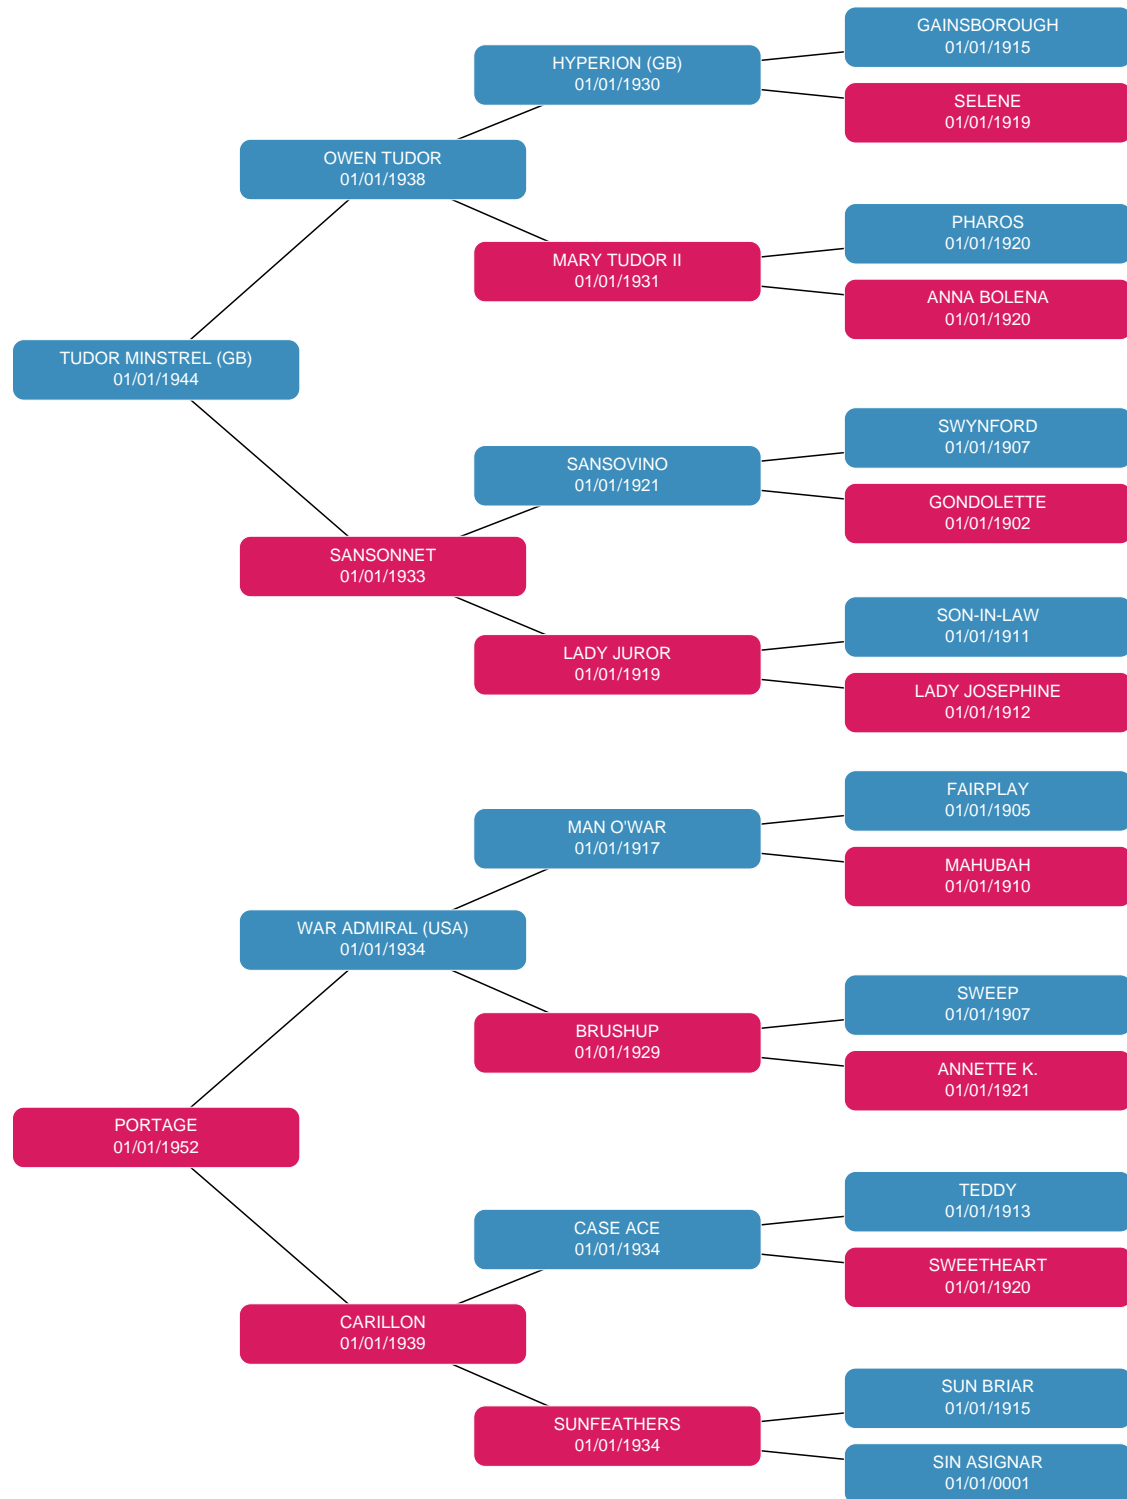 GAINSBOROUGH
01/01/1915
HYPERION (GB)
01/01/1930
SELENE
01/01/1919
OWEN TUDOR
01/01/1938
PHAROS
01/01/1920
MARY TUDOR II
01/01/1931
ANNA BOLENA
01/01/1920
TUDOR MINSTREL (GB)
01/01/1944
SWYNFORD
01/01/1907
SANSOVINO
01/01/1921
GONDOLETTE
01/01/1902
SANSONNET
01/01/1933
SON-IN-LAW
01/01/1911
LADY JUROR
01/01/1919
LADY JOSEPHINE
01/01/1912
FAIRPLAY
01/01/1905
MAN O'WAR
01/01/1917
MAHUBAH
01/01/1910
WAR ADMIRAL (USA)
01/01/1934
SWEEP
01/01/1907
BRUSHUP
01/01/1929
ANNETTE K.
01/01/1921
PORTAGE
01/01/1952
TEDDY
01/01/1913
CASE ACE
01/01/1934
SWEETHEART
01/01/1920
CARILLON
01/01/1939
SUN BRIAR
01/01/1915
SUNFEATHERS
01/01/1934
SIN ASIGNAR
01/01/0001